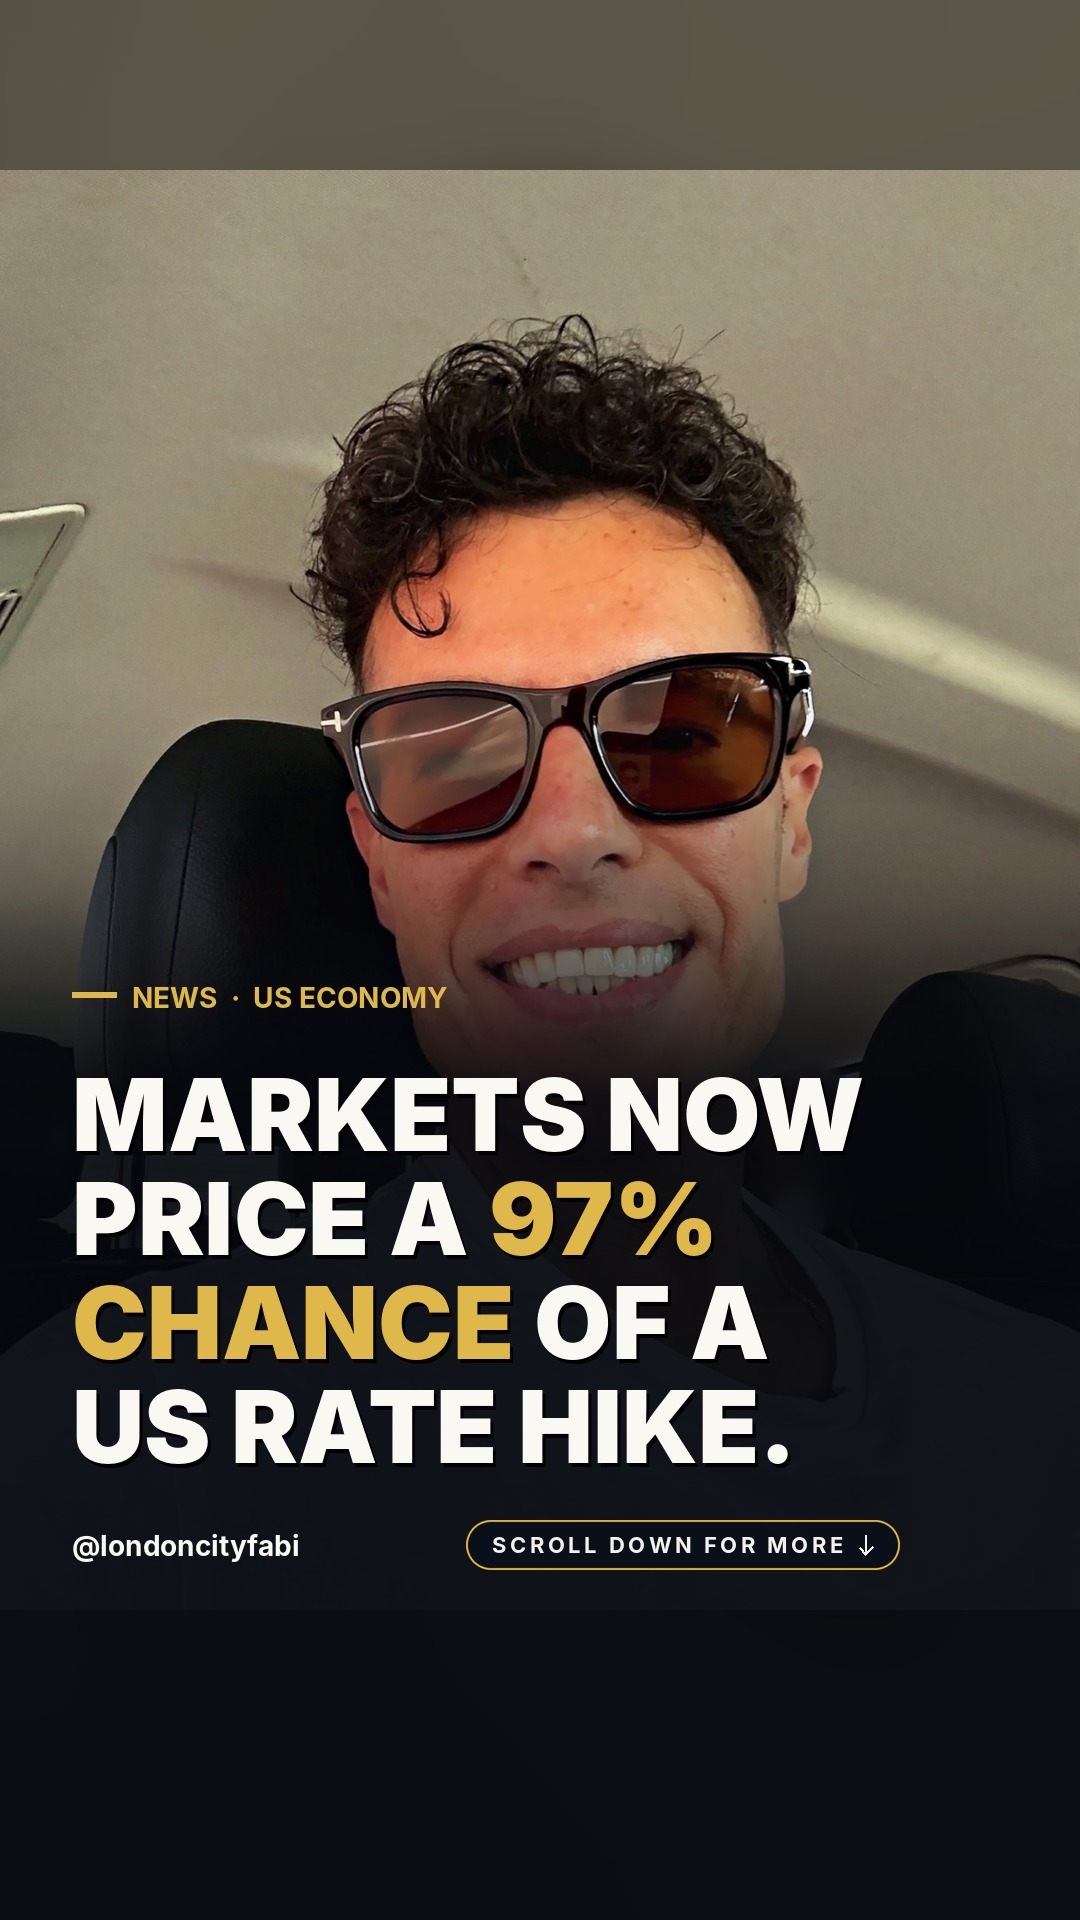 NEWS · US ECONOMY
MARKETS NOW
PRICE A 97%
CHANCE OF A
US RATE HIKE.
@londoncityfabi
SCROLL DOWN FOR MORE ↓